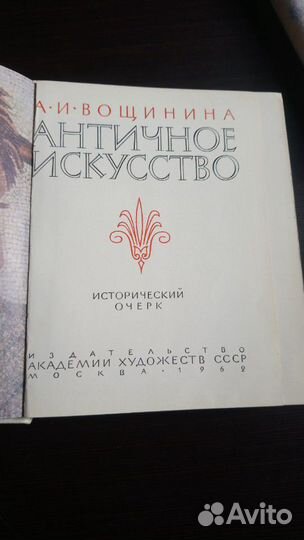 А·И·ВОЩИНИНА
АНТИЧНОЕ
ИСКУССТВО
ИСТОРИЧЕСКИЙ
ОЧЕРК
ИЗДАТЕЛЬСТВО
АКАДЕМИИ ХУДОЖЕСТВ СССР
МОСКВА·1962
Avito